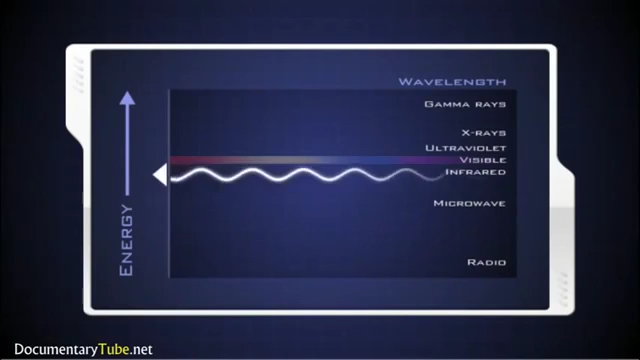 WAVELENGTH
GAMMA RAYS
X-RAYS
ULTRAVIOLET
VISIBLE
INFRARED
MICROWAVE
RADIO
ENERGY
DocumentaryTube.net